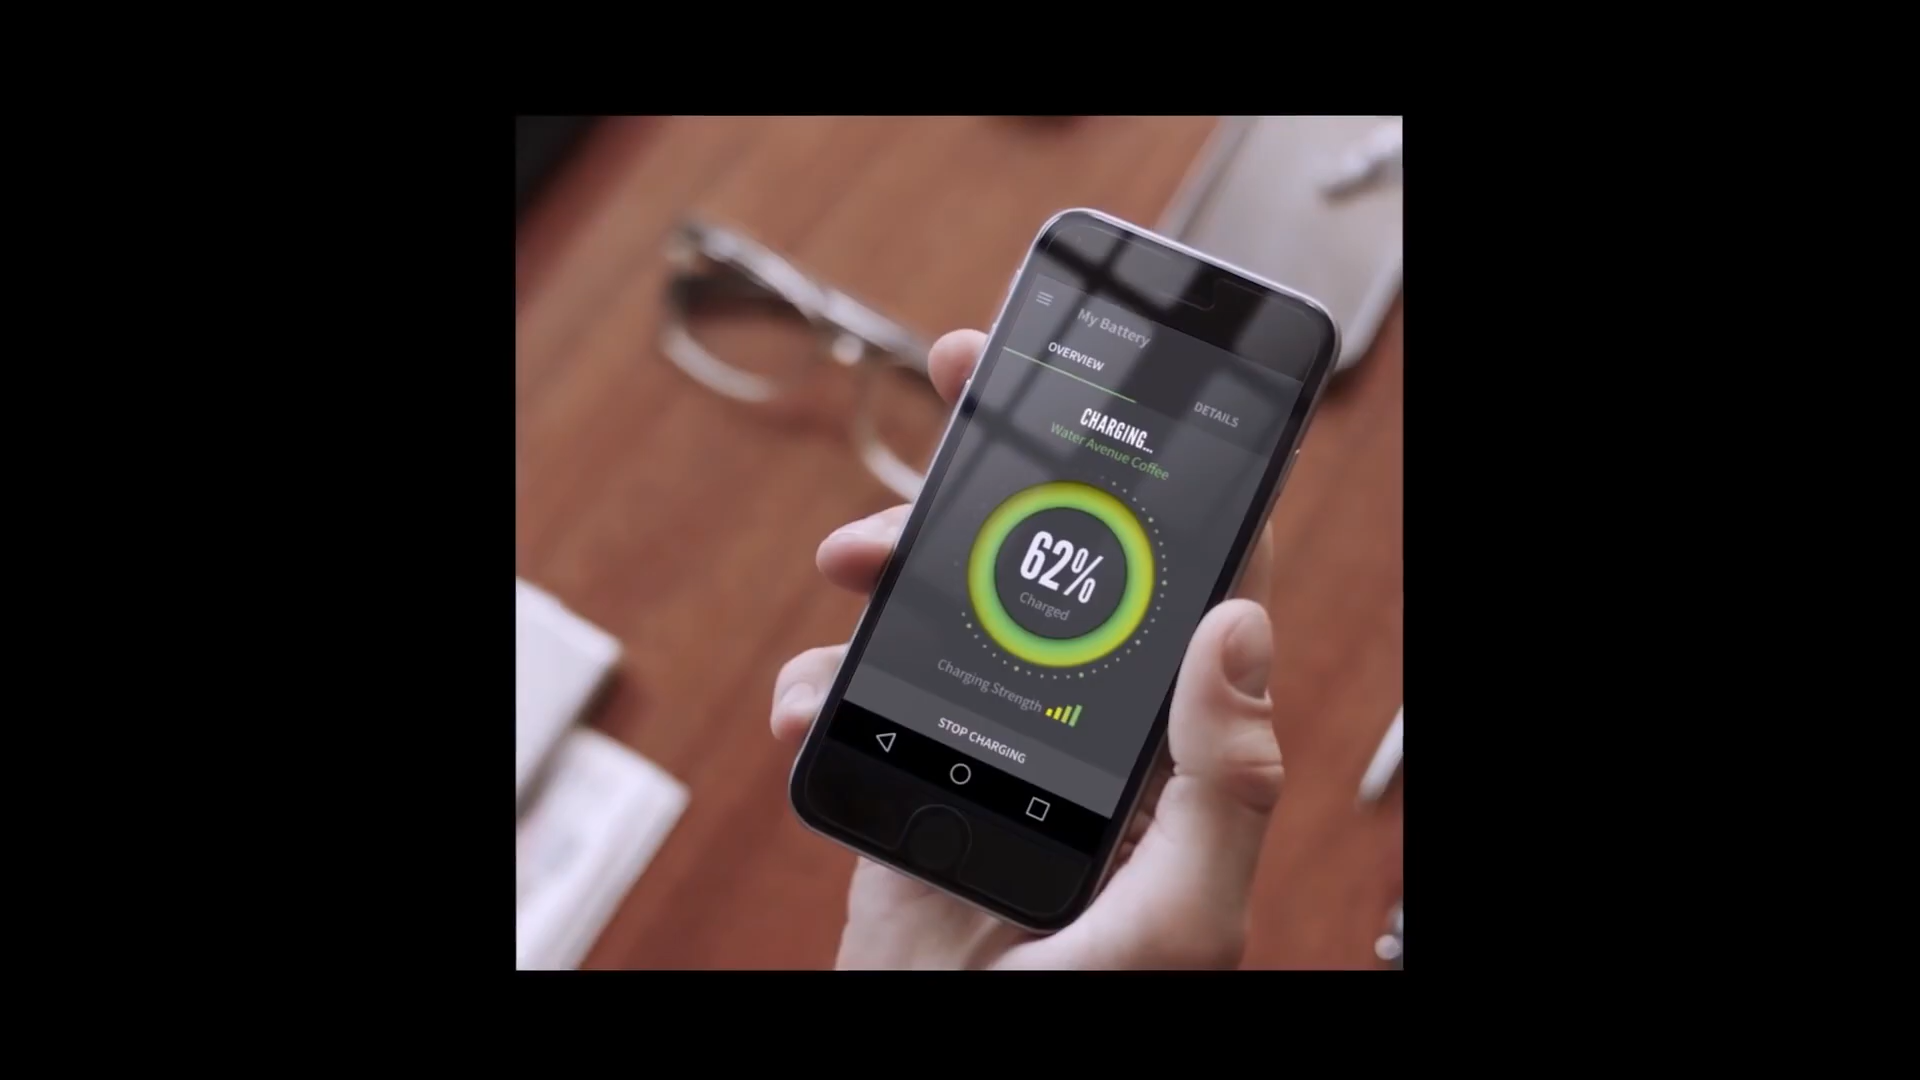 My Battery
OVERVIEW
DETAILS
CHARGING...
Water Avenue Coffee
62%
Charged
Charging Strength
STOP CHARGING